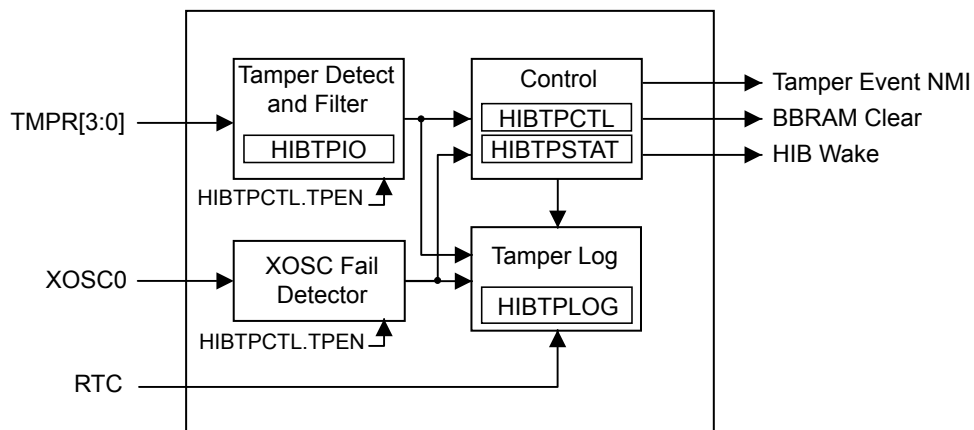 Tamper Detect
and Filter
HIBTPIO
HIBTPCTL.TPEN
TMPR[3:0]
Control
HIBTPCTL
HIBTPSTAT
Tamper Event NMI
BBRAM Clear
HIB Wake
XOSC0
XOSC Fail
Detector
HIBTPCTL.TPEN
Tamper Log
HIBTPLOG
RTC